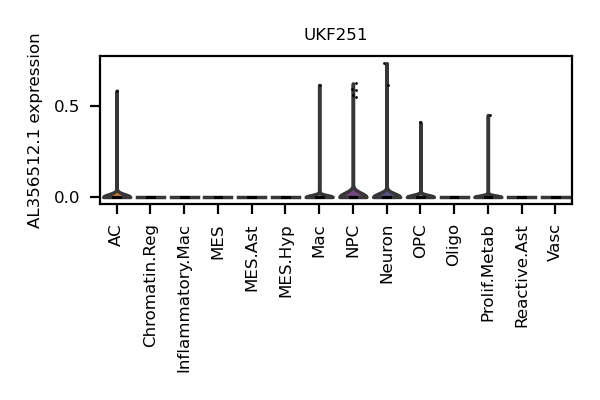 UKF251
AL356512.1 expression
0.5
0.0
AC
Chromatin.Reg
Inflammatory.Mac
MES
MES.Ast
MES.Hyp
Mac
NPC
Neuron
OPC
Oligo
Prolif.Metab
Reactive.Ast
Vasc